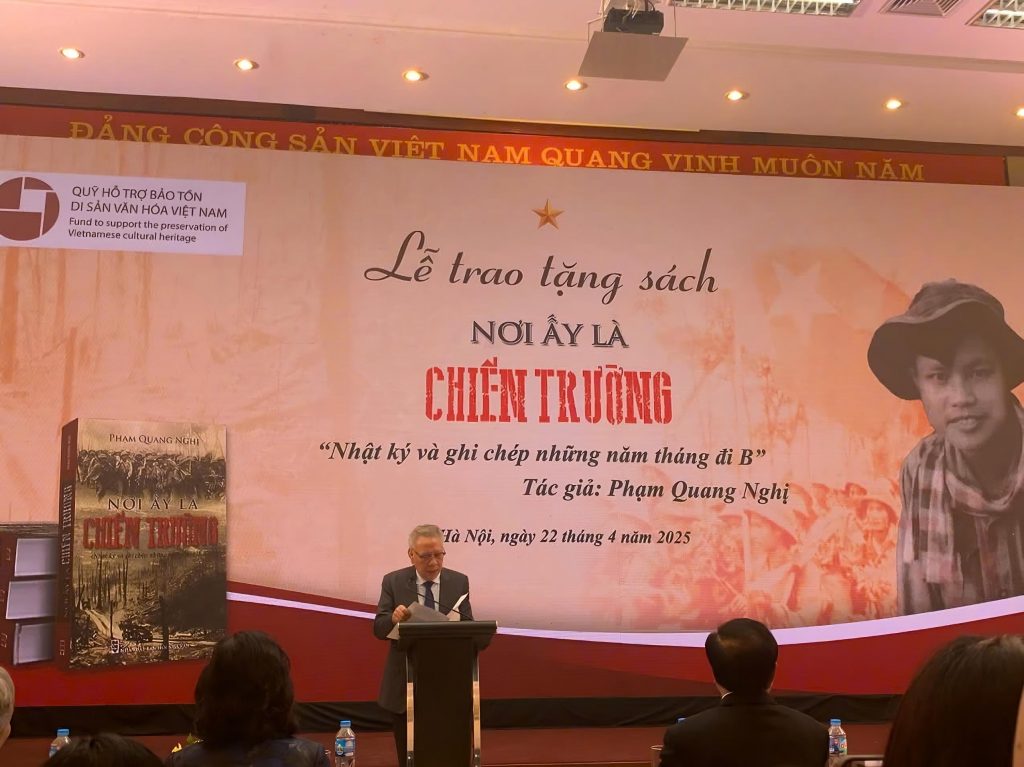 ĐẢNG CỘNG SẢN VIỆT NAM QUANG VINH MUÔN NĂM
QUỸ HỖ TRỢ BẢO TỒN
DI SẢN VĂN HÓA VIỆT NAM
Fund to support the preservation of
Vietnamese cultural heritage
Lễ trao tặng sách
NƠI ẤY LÀ
CHIẾN TRƯỜNG
“Nhật ký và ghi chép những năm tháng đi B”
Tác giả: Phạm Quang Nghị
Hà Nội, ngày 22 tháng 4 năm 2025
PHẠM QUANG NGHỊ
NƠI ẤY LÀ
CHIẾN TRƯỜNG